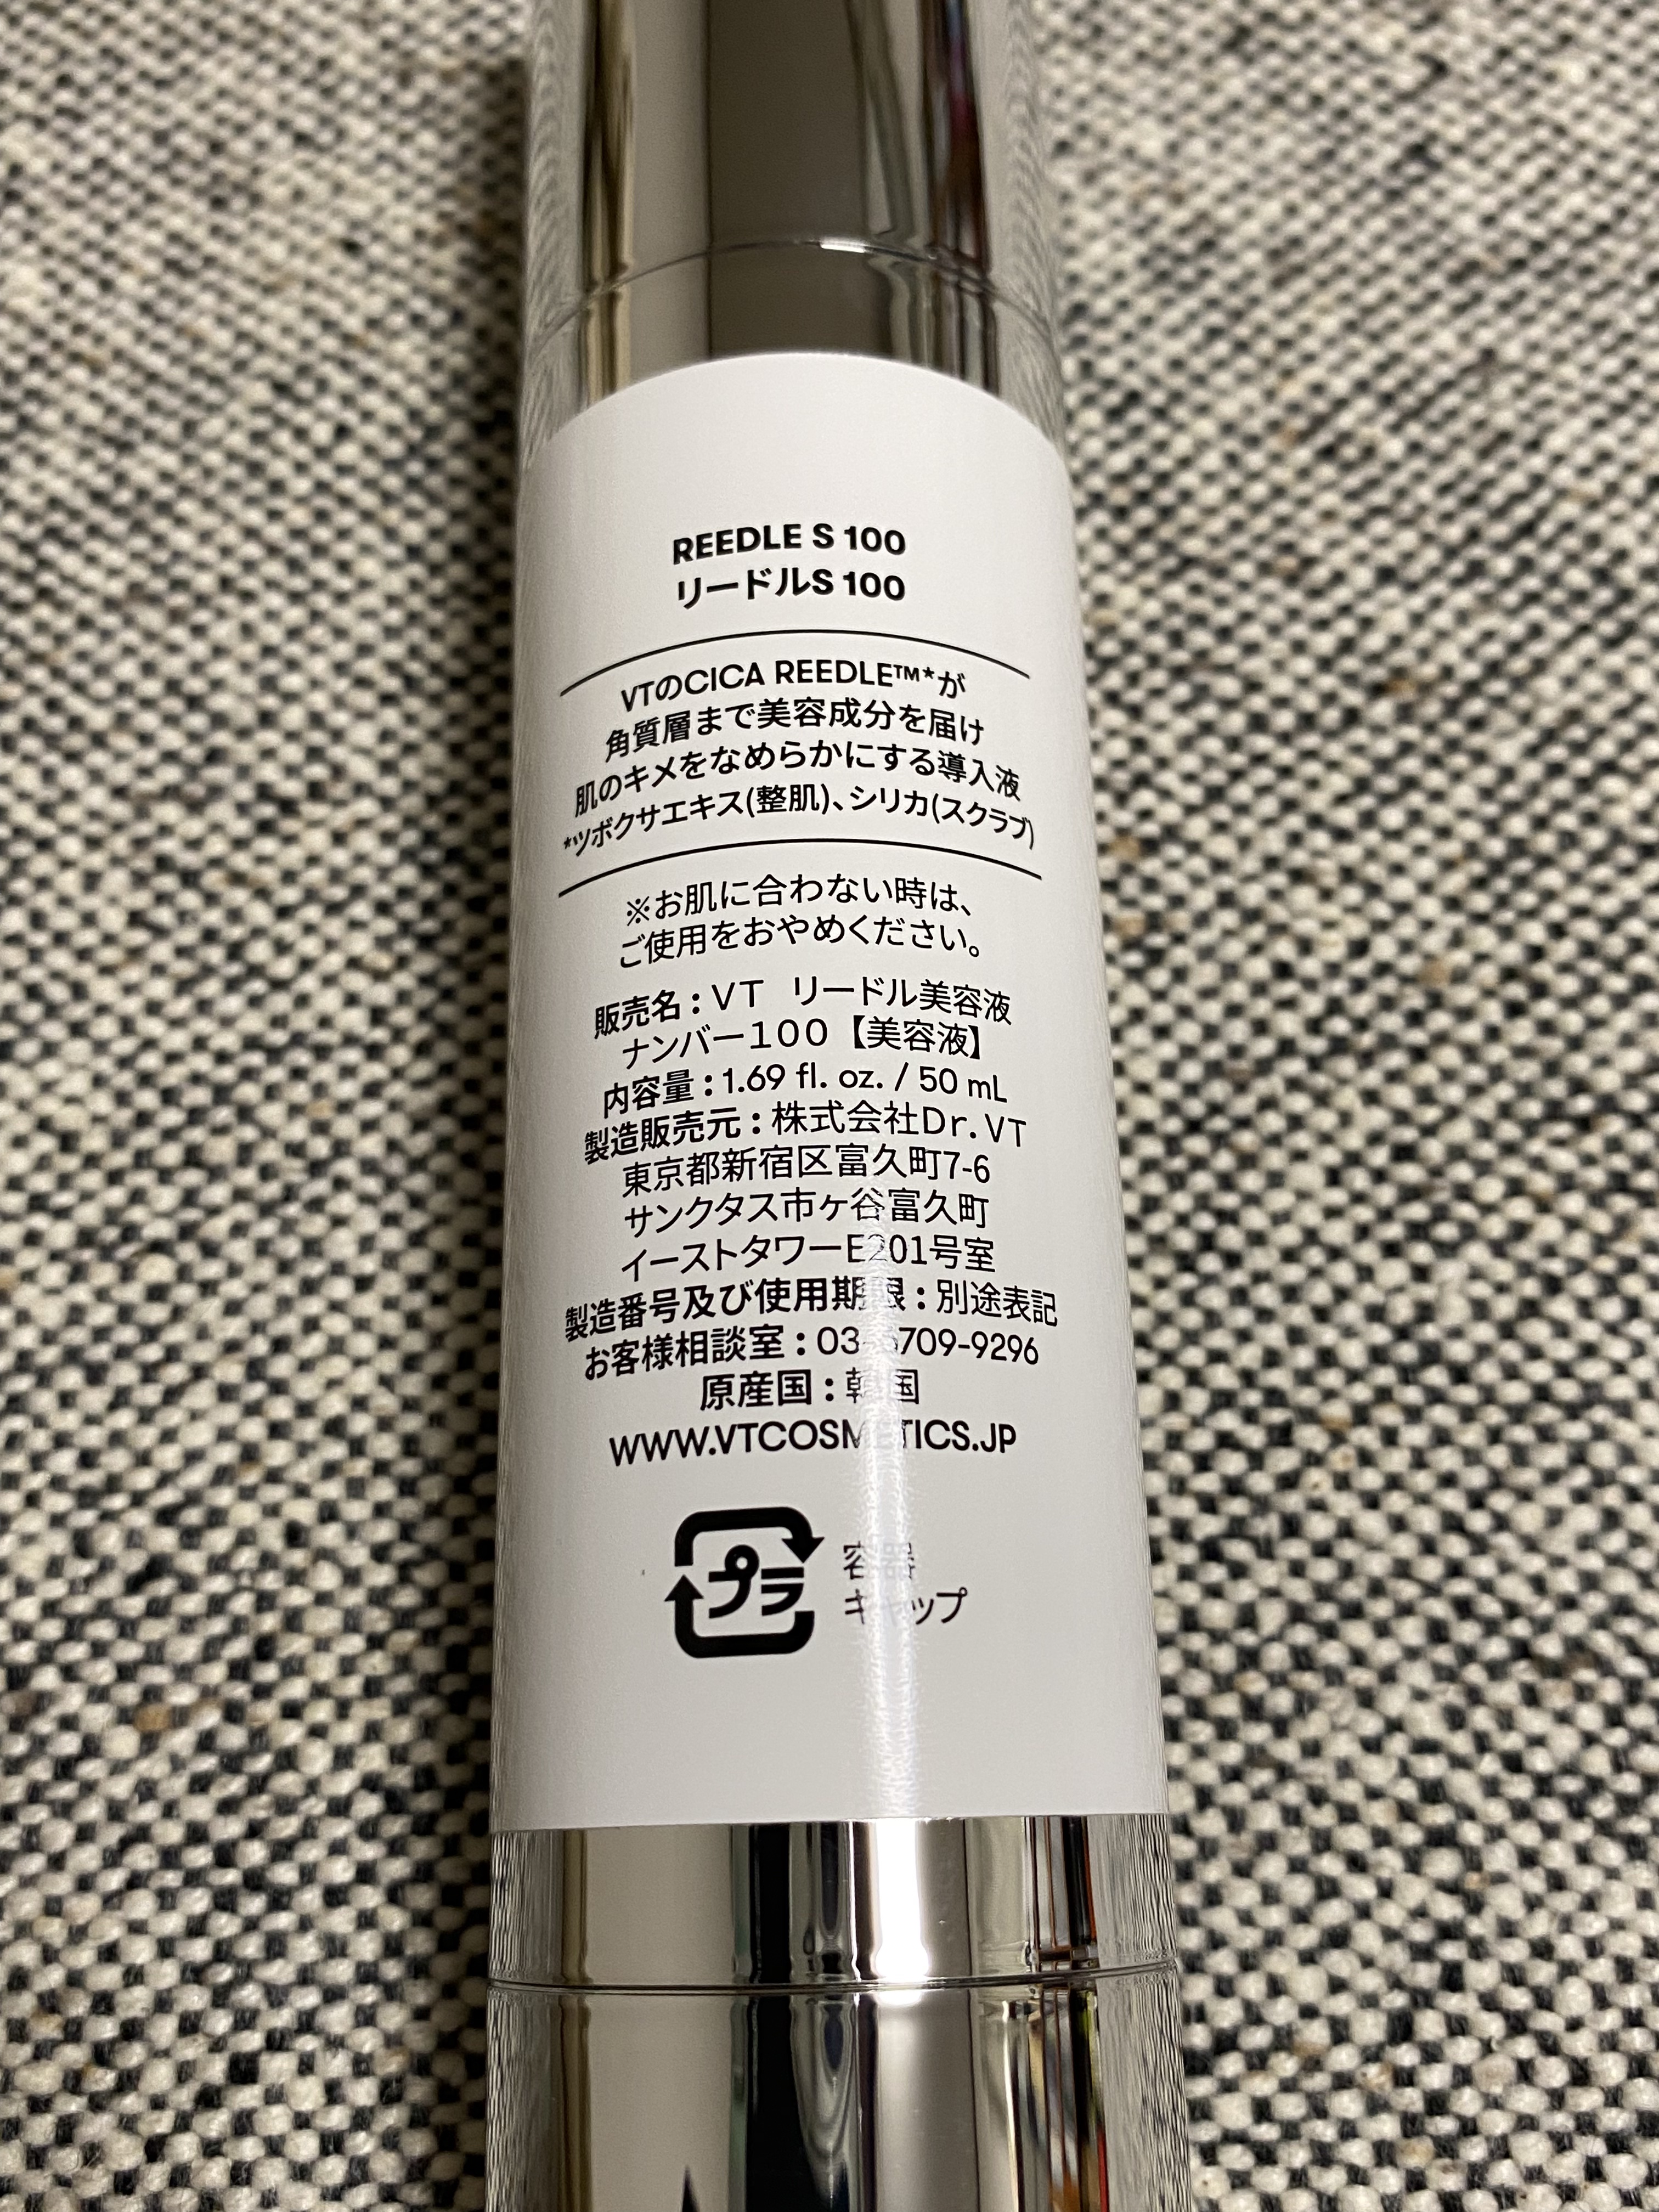 REEDLE S 100
リードルS 100
VTのCICA REEDLE™*が
角質層まで美容成分を届け
肌のキメをなめらかにする導入液
*ツボクサエキス(整肌)、シリカ(スクラブ)
※お肌に合わない時は、
ご使用をおやめください。
販売名：ＶＴ　リードル美容液
ナンバー１００【美容液】
内容量：1.69 fl. oz. / 50 mL
製造販売元：株式会社Ｄｒ．ＶＴ
東京都新宿区富久町7-6
サンクタス市ヶ谷富久町
イーストタワーE201号室
製造番号及び使用期限：別途表記
お客様相談室：
原産国：韓国
WWW.VTCOSMETICS.JP
プラ
容器
キャップ